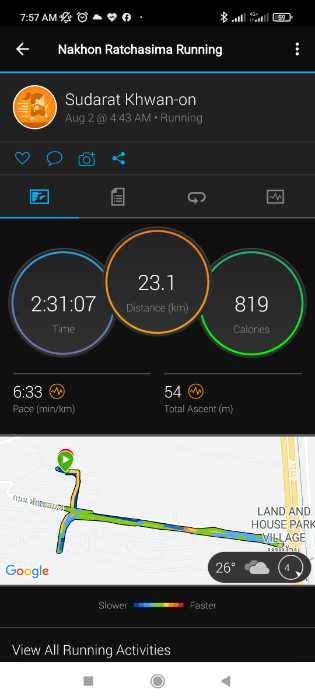 7:57 AM
59
Nakhon Ratchasima Running
Sudarat Khwan-on
Aug 2 @ 4:43 AM • Running
2:31:07
Time
23.1
Distance (km)
819
Calories
6:33
Pace (min/km)
54
Total Ascent (m)
LAND AND
HOUSE PARK
VILLAGE
Google
26°
4
Slower
Faster
View All Running Activities